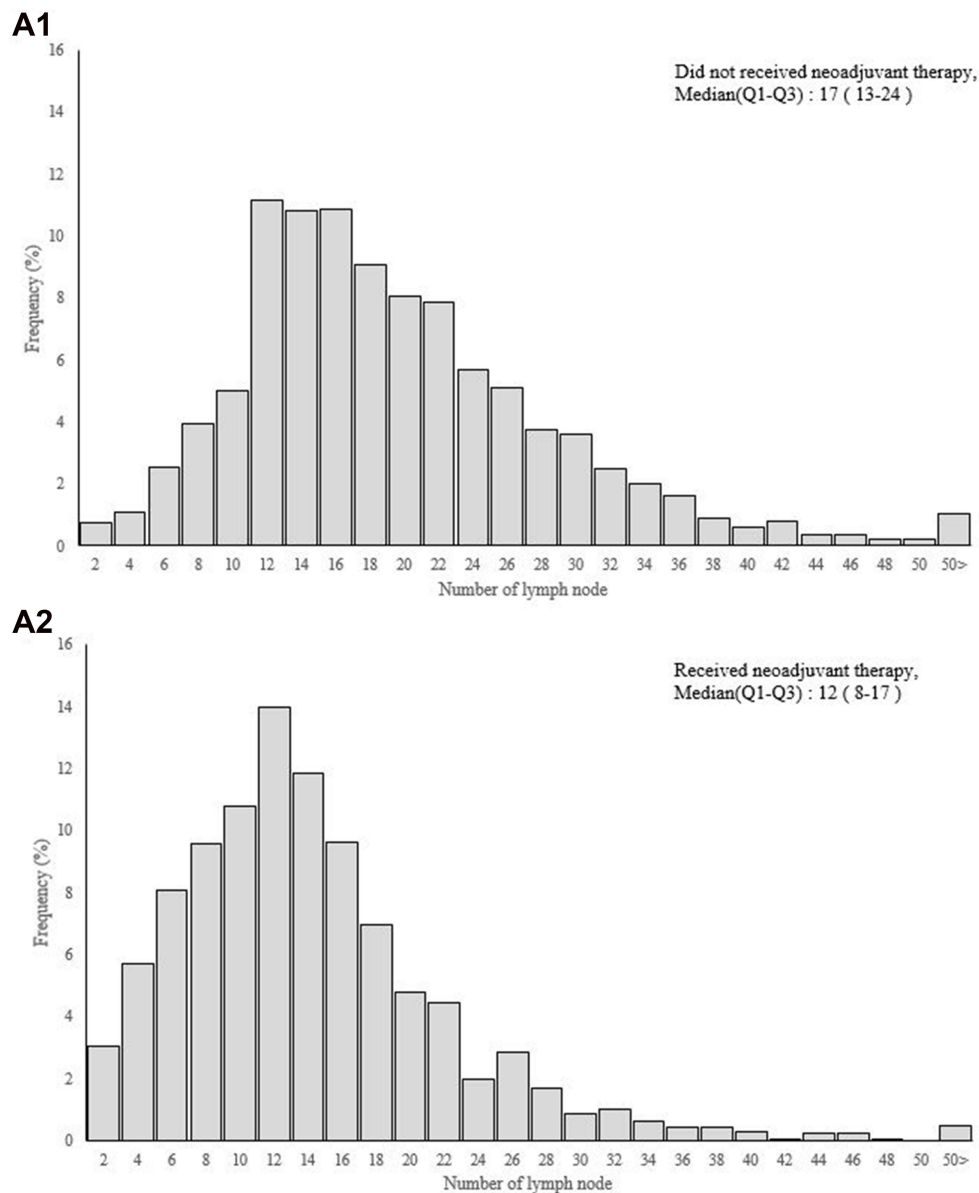 A1
16
14
12
10
8
6
4
2
0
Frequency (%)
Did not received neoadjuvant therapy,
Median(Q1-Q3) : 17 ( 13-24 )
2 4 6 8 10 12 14 16 18 20 22 24 26 28 30 32 34 36 38 40 42 44 46 48 50 50>
Number of lymph node
A2
16
14
12
10
8
6
4
2
0
Frequency (%)
Received neoadjuvant therapy,
Median(Q1-Q3) : 12 ( 8-17 )
2 4 6 8 10 12 14 16 18 20 22 24 26 28 30 32 34 36 38 40 42 44 46 48 50 50>
Number of lymph node